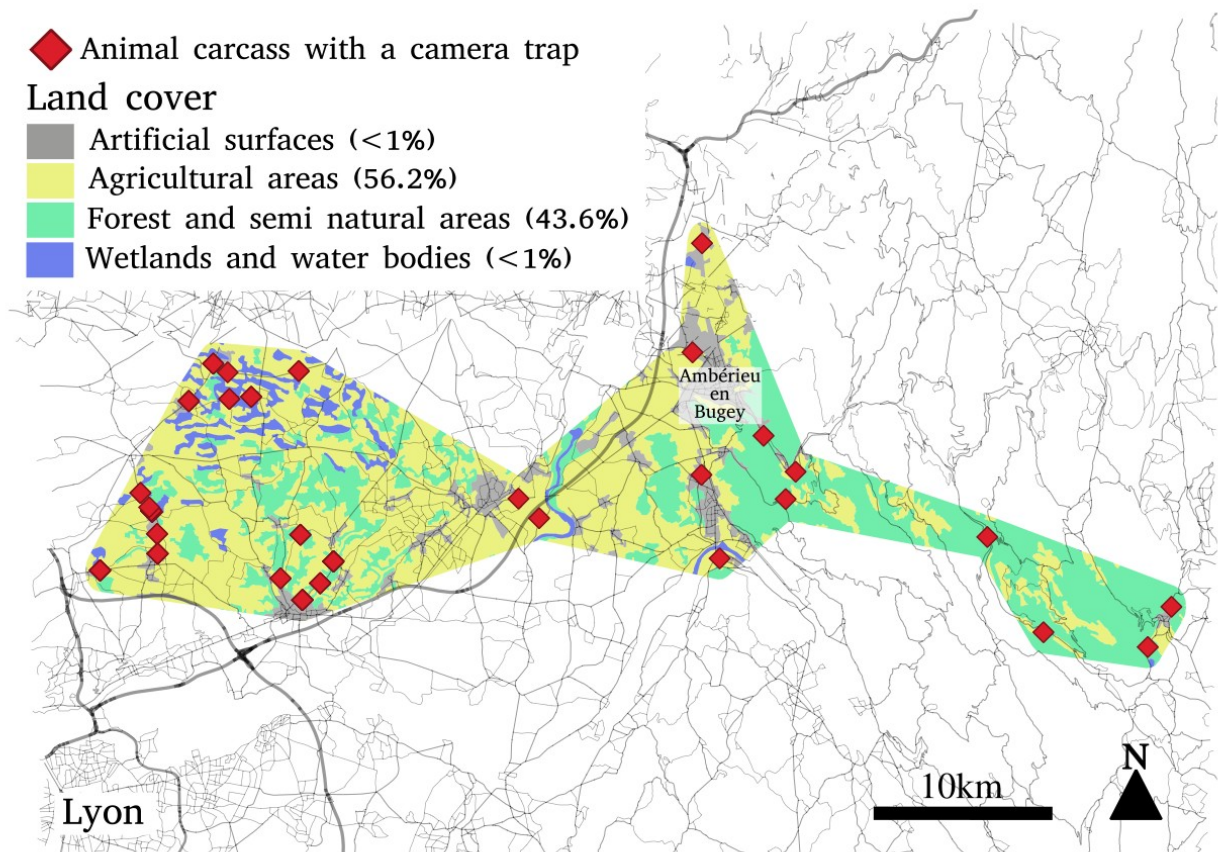 Animal carcass with a camera trap
Land cover
Artificial surfaces (<1%)
Agricultural areas (56.2%)
Forest and semi natural areas (43.6%)
Wetlands and water bodies (<1%)
Ambérieu
en
Bugey
Lyon
10km
N